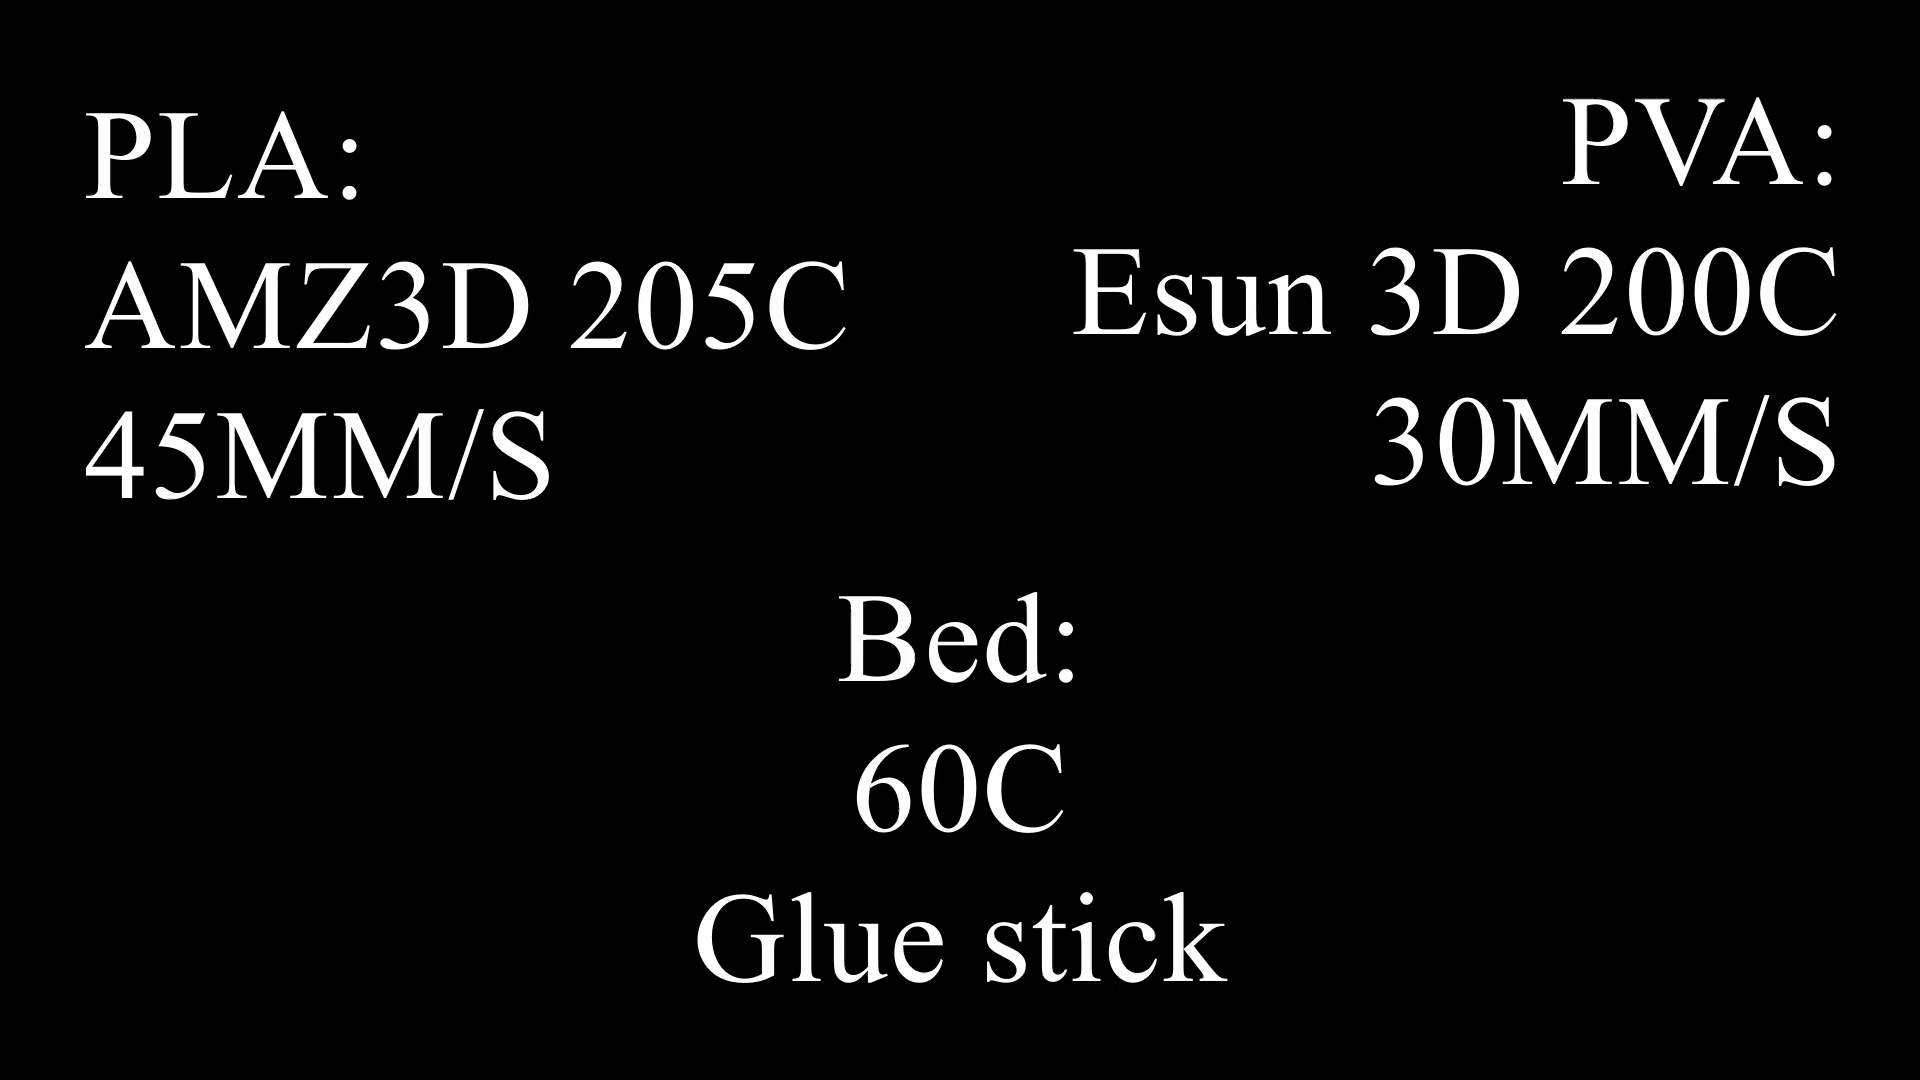 PLA:
AMZ3D 205C
45MM/S
PVA:
Esun 3D 200C
30MM/S
Bed:
60C
Glue stick